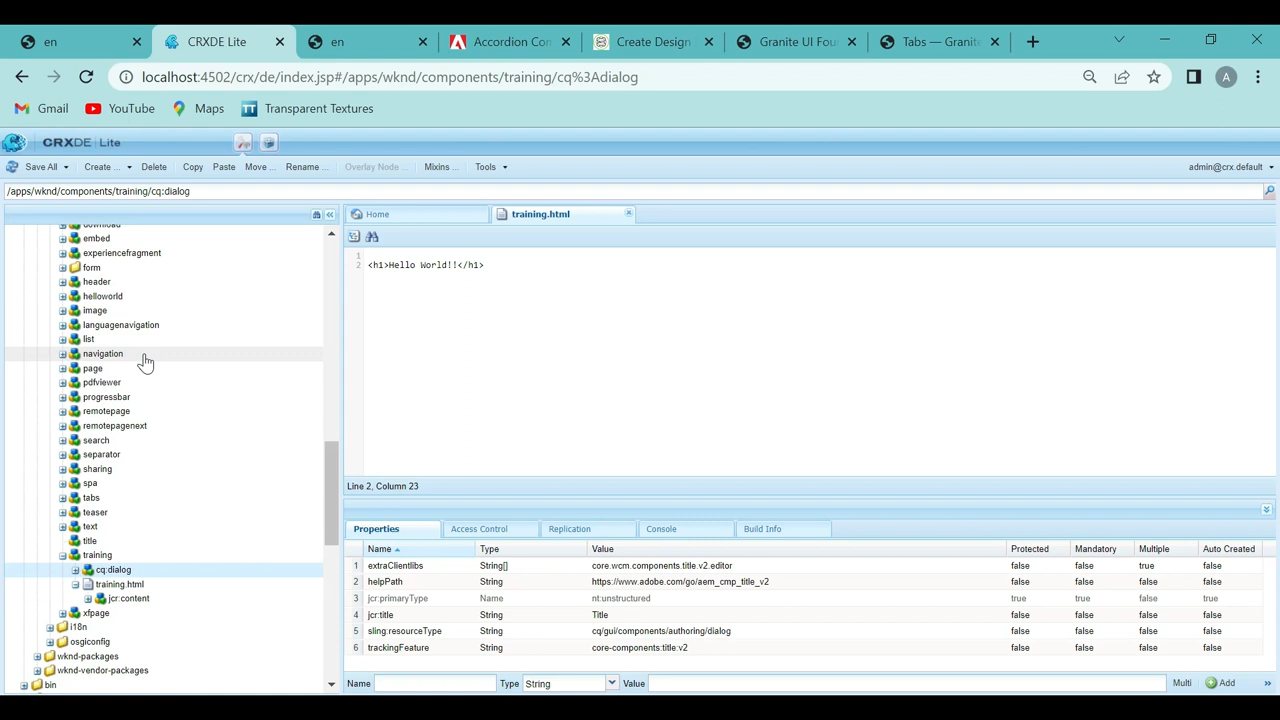 en
CRXDE Lite
en
Accordion Con
Create Design
Granite UI Fou
Tabs — Granite
localhost:4502/crx/de/index.jsp#/apps/wknd/components/training/cq%3Adialog
A
Gmail
YouTube
Maps
TT
Transparent Textures
CRXDE Lite
Save All
Create ...
Delete
Copy
Paste
Move ...
Rename ...
Overlay Node ...
Mixins ...
Tools
admin@crx.default
/apps/wknd/components/training/cq:dialog
Home
training.html
download
embed
experiencefragment
form
header
helloworld
image
languagenavigation
list
navigation
page
pdfviewer
progressbar
remotepage
remotepagenext
search
separator
sharing
spa
tabs
teaser
text
title
training
cq:dialog
training.html
jcr:content
xfpage
i18n
osgiconfig
wknd-packages
wknd-vendor-packages
bin
1
2 <h1>Hello World!!</h1>
Line 2, Column 23
Properties Access Control Replication Console Build Info
Name Type Value Protected Mandatory Multiple Auto Created
1 extraClientlibs String[] core.wcm.components.title.v2.editor false false true false
2 helpPath String https://www.adobe.com/go/aem_cmp_title_v2 false false false false
3 jcr:primaryType Name nt:unstructured true true false true
4 jcr:title String Title false false false false
5 sling:resourceType String cq/gui/components/authoring/dialog false false false false
6 trackingFeature String core-components:title:v2 false false false false
Name Type String Value Multi Add »